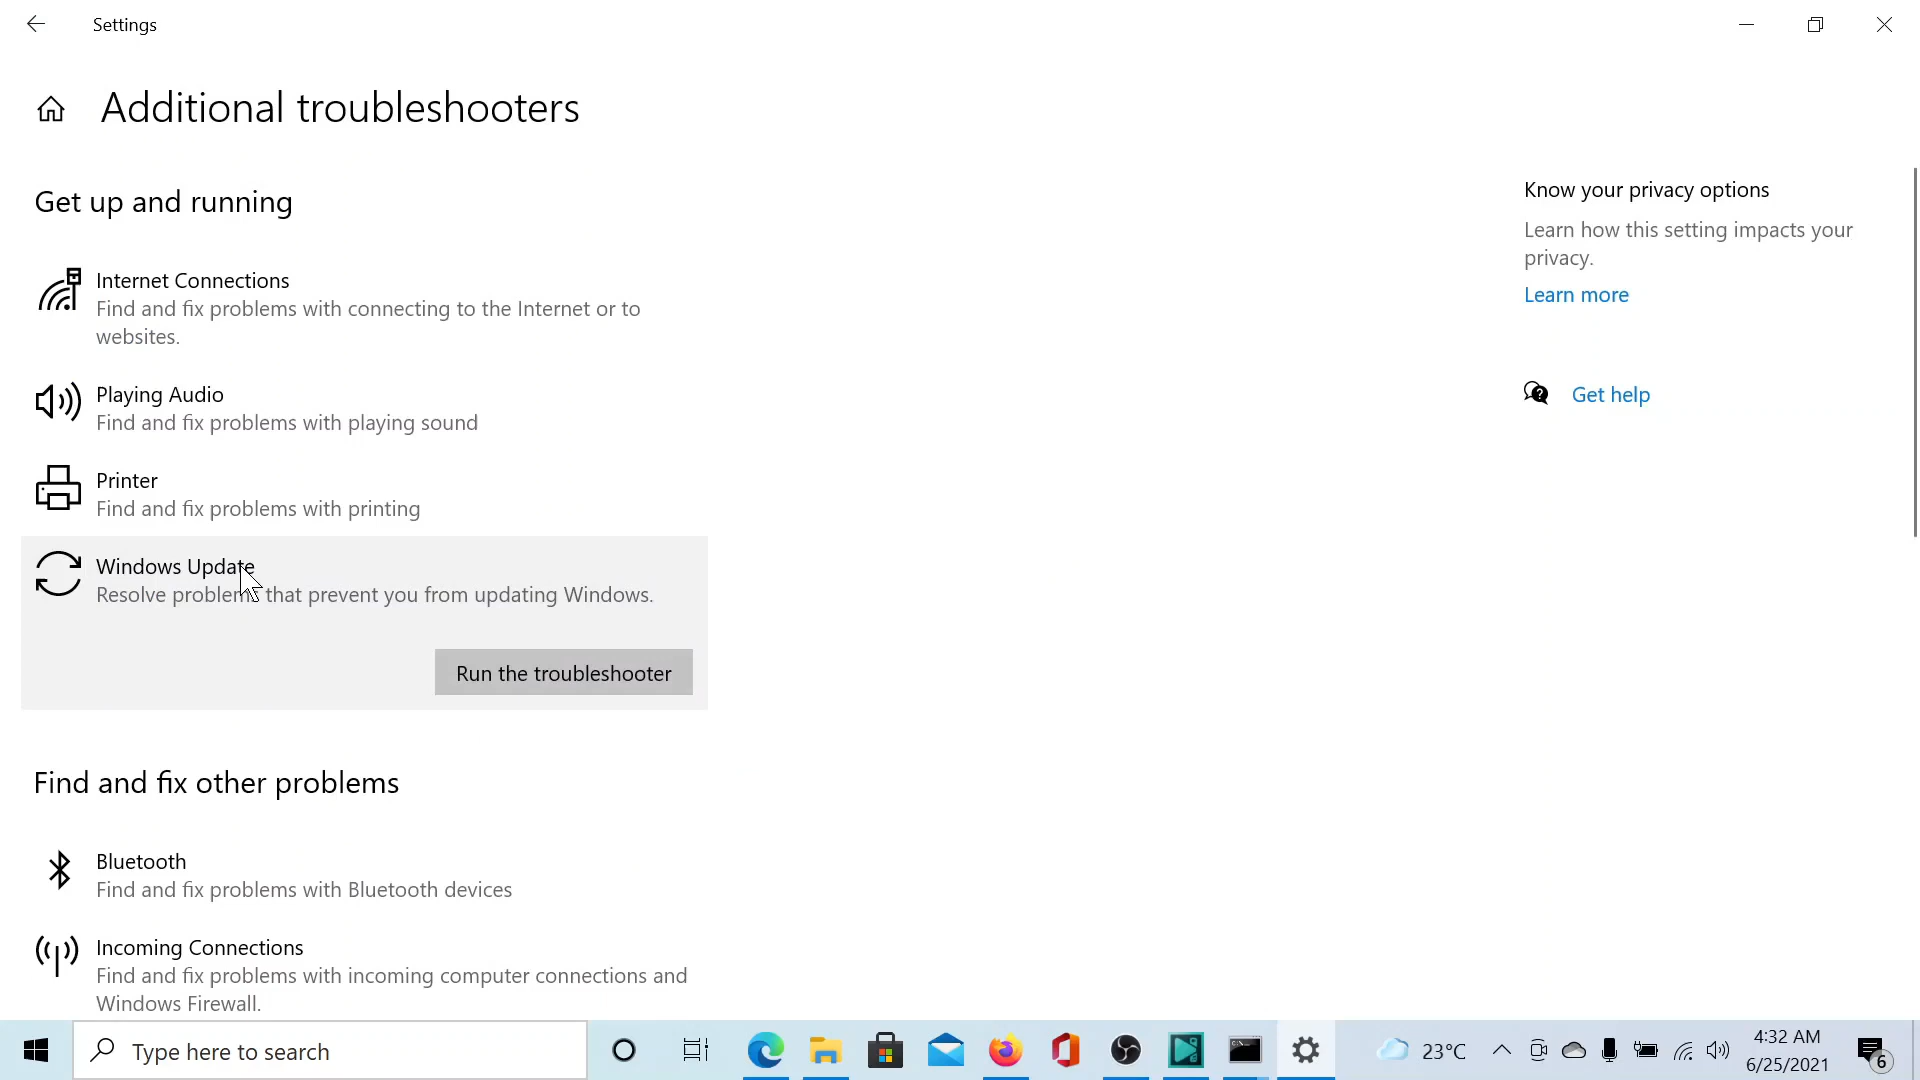 Settings
Additional troubleshooters
Get up and running
Internet Connections
Find and fix problems with connecting to the Internet or to
websites.
Playing Audio
Find and fix problems with playing sound
Printer
Find and fix problems with printing
Windows Update
Resolve problems that prevent you from updating Windows.
Run the troubleshooter
Find and fix other problems
Bluetooth
Find and fix problems with Bluetooth devices
Incoming Connections
Find and fix problems with incoming computer connections and
Windows Firewall.
Know your privacy options
Learn how this setting impacts your
privacy.
Learn more
Get help
Type here to search
23°C
4:32 AM
6/25/2021
6